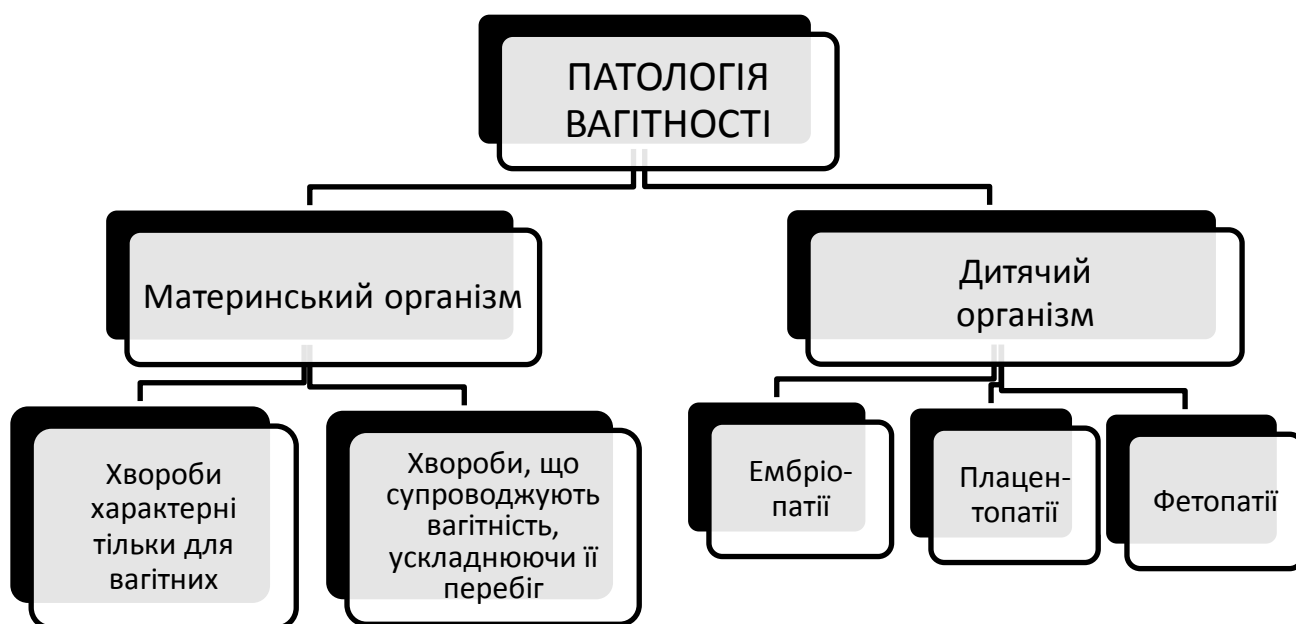 ПАТОЛОГІЯ
ВАГІТНОСТІ
Материнський організм
Дитячий
організм
Хвороби
характерні
тільки для
вагітних
Хвороби, що
супроводжують
вагітність,
ускладнюючи її
перебіг
Ембріо-
патії
Плацен-
топатії
Фетопатії